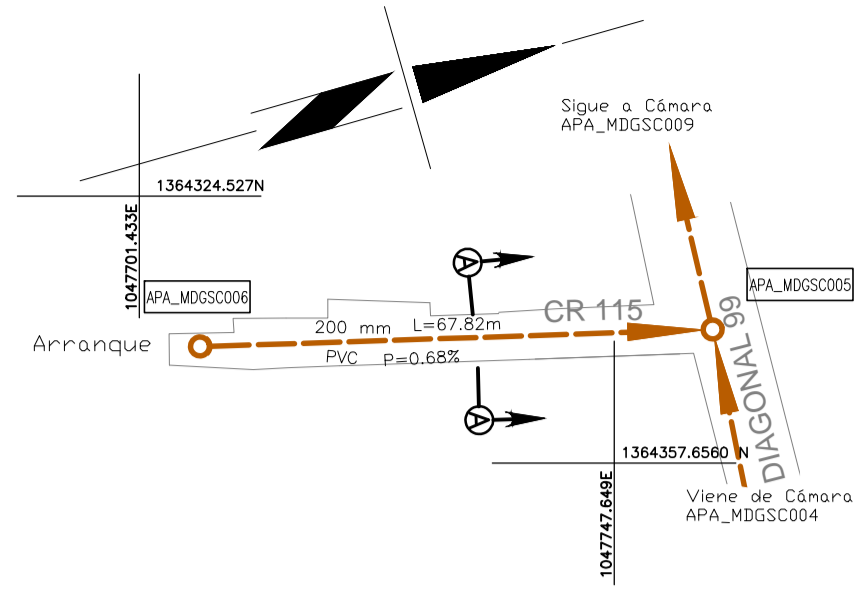 Sigue a Cámara
APA_MDGSC009
1364324.527N
1047701.433E
APA_MDGSC006
A
APA_MDGSC005
CR 115
200 mm L=67.82m
Arranque
PVC P=0.68%
DIAGONAL 99
A
1364357.6560 N
1047747.649E
Viene de Cámara
APA_MDGSC004